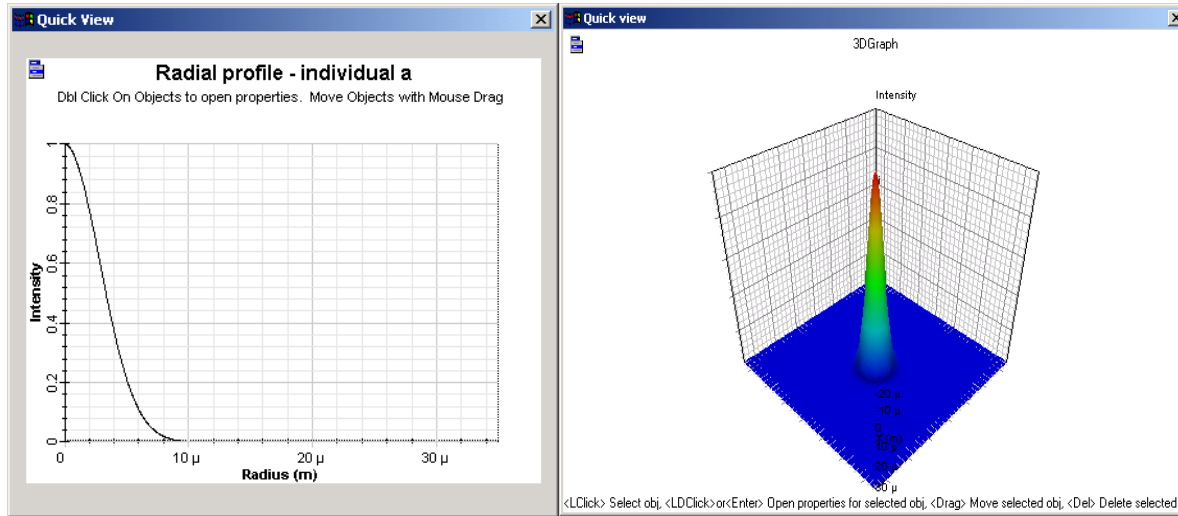 Quick View
Radial profile - individual a
Dbl Click On Objects to open properties. Move Objects with Mouse Drag
1
0.8
0.6
0.4
0.2
0
Intensity
0
10 µ
20 µ
30 µ
Radius (m)
Quick view
3DGraph
Intensity
-20 µ
-10 µ
0
10 µ
20 µ
30 µ
<LClick> Select obj, <LDClick>or<Enter> Open properties for selected obj, <Drag> Move selected obj, <Del> Delete selected